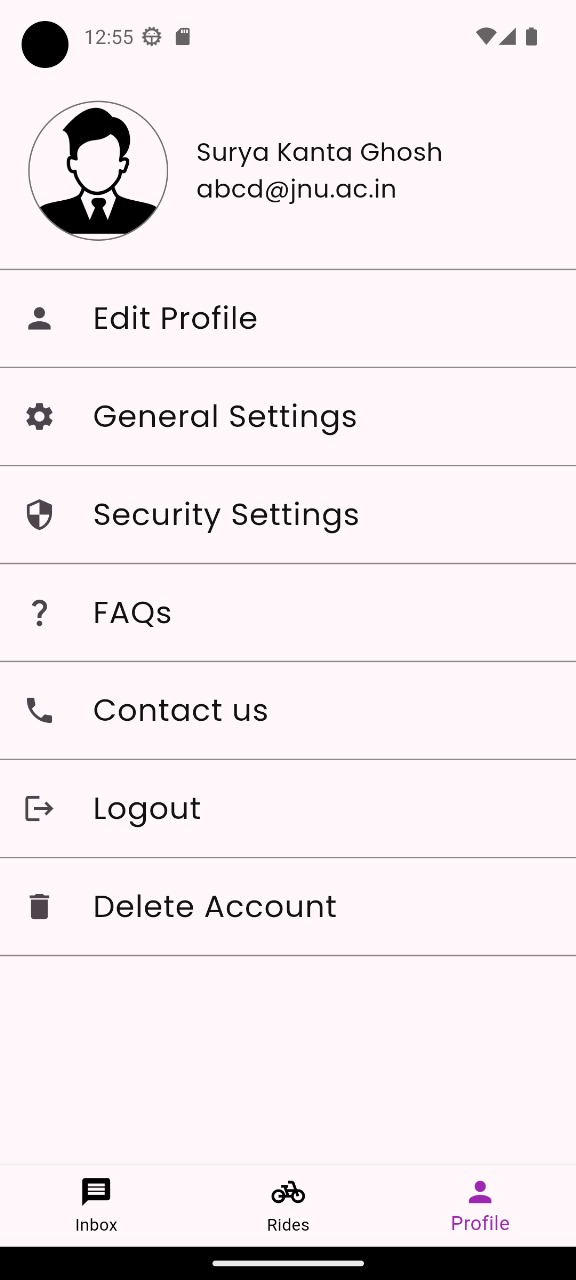 12:55
Surya Kanta Ghosh
abcd@jnu.ac.in
Edit Profile
General Settings
Security Settings
FAQs
Contact us
Logout
Delete Account
Inbox
Rides
Profile